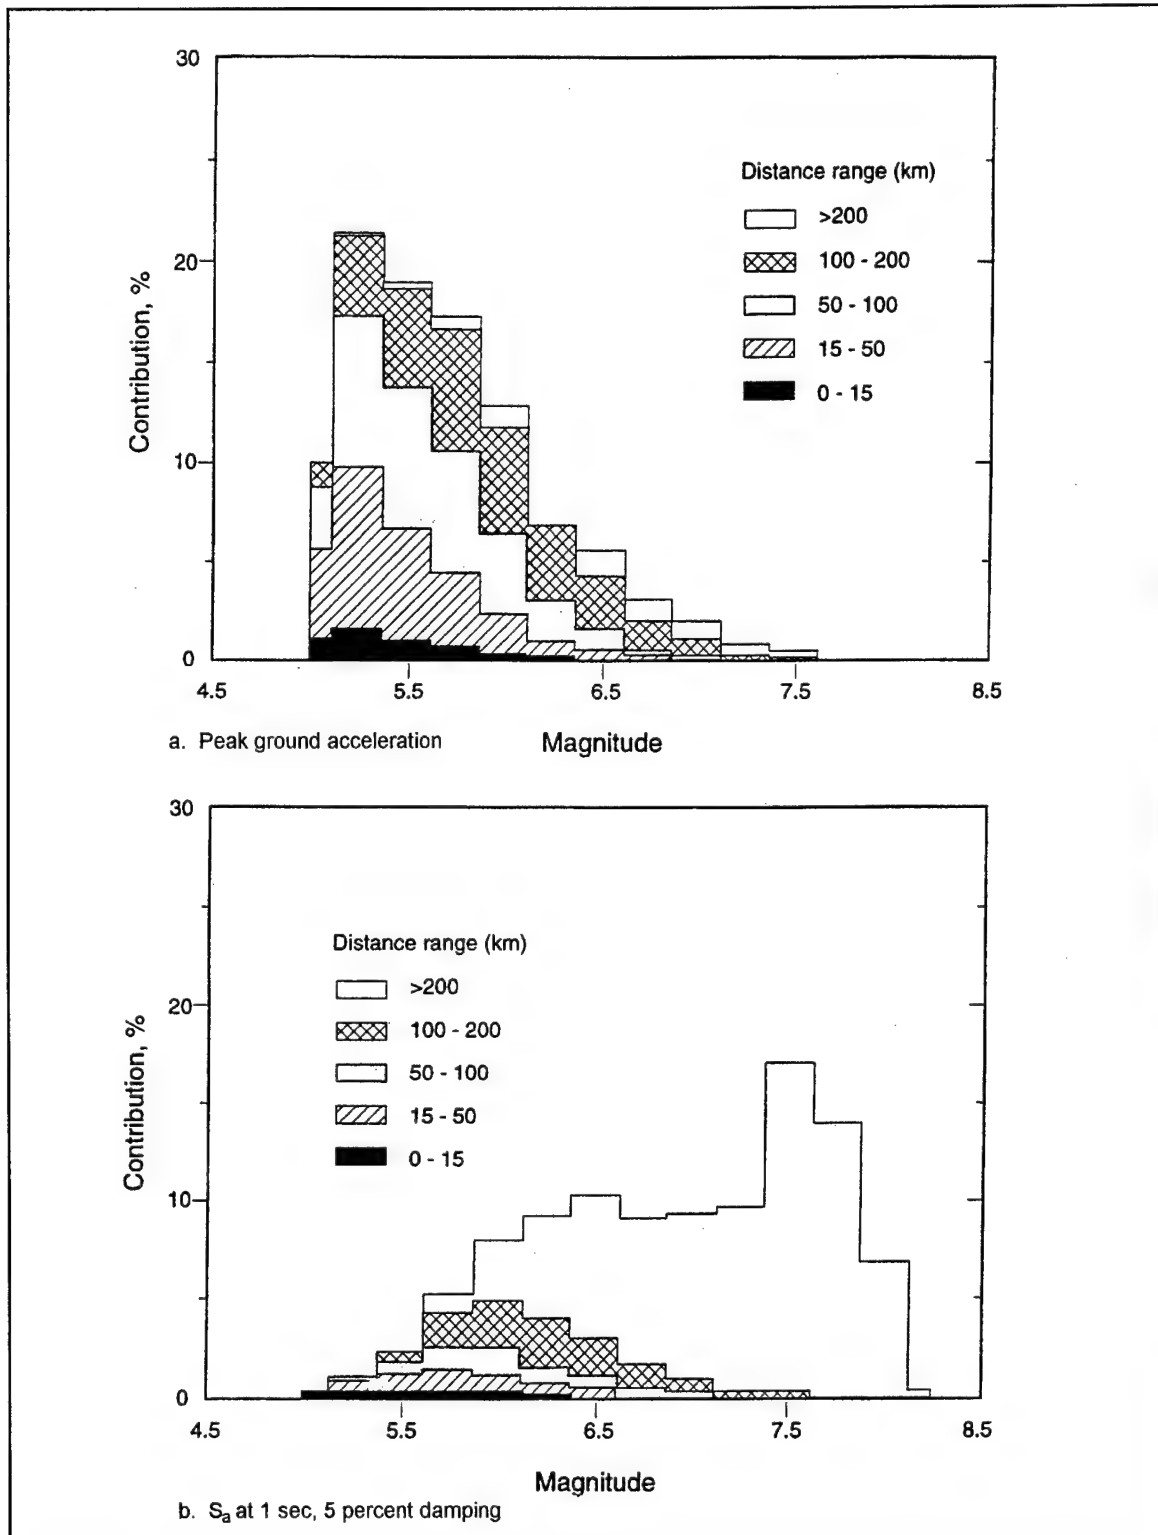 30
20
10
0
Contribution, %
Distance range (km)
>200
100 - 200
50 - 100
15 - 50
0 - 15
4.5 5.5 6.5 7.5 8.5
a. Peak ground acceleration
Magnitude
30
20
10
0
Contribution, %
Distance range (km)
>200
100 - 200
50 - 100
15 - 50
0 - 15
4.5 5.5 6.5 7.5 8.5
Magnitude
b. Sa at 1 sec, 5 percent damping